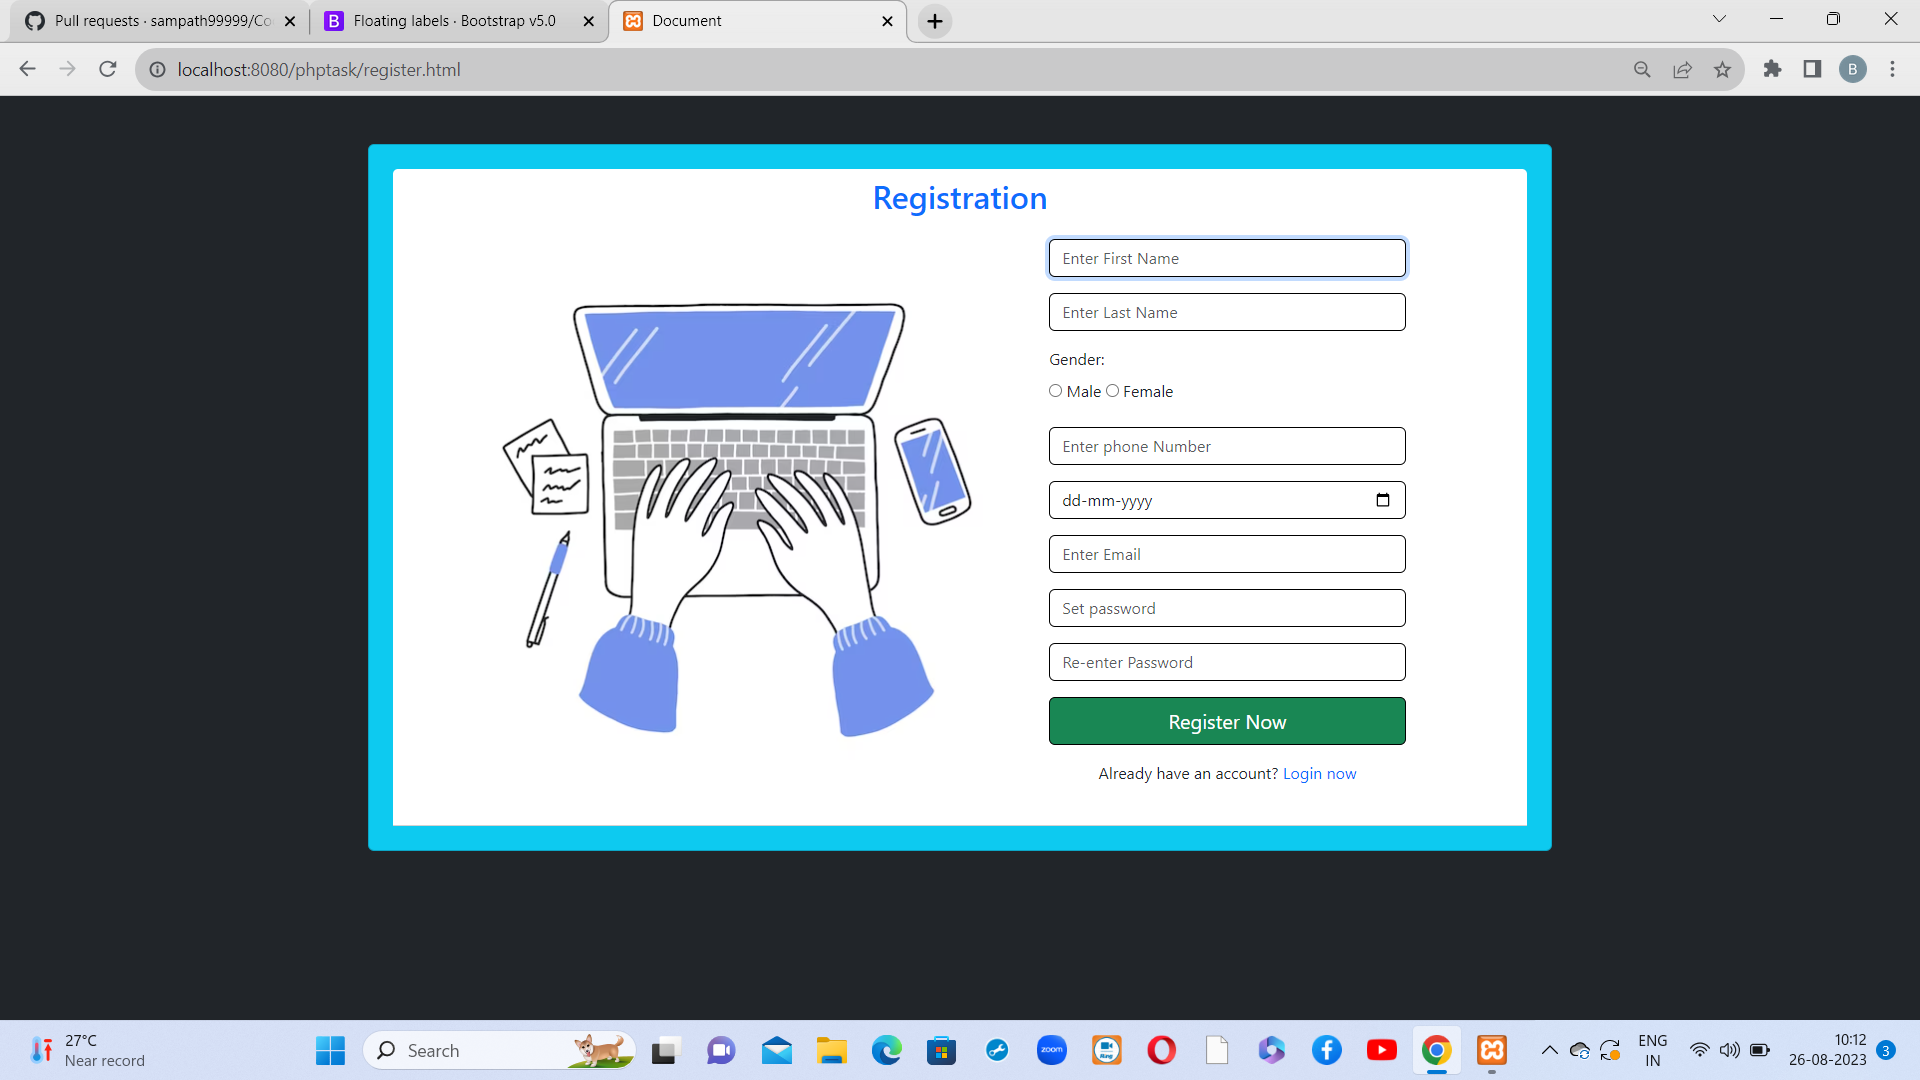 Pull requests · sampath99999/Co
B Floating labels · Bootstrap v5.0
Document
localhost:8080/phptask/register.html
B
Registration
Enter First Name
Enter Last Name
Gender:
Male Female
Enter phone Number
dd-mm-yyyy
Enter Email
Set password
Re-enter Password
Register Now
Already have an account? Login now
27°C
Near record
Search
zoom
ENG
IN
10:12
26-08-2023
3